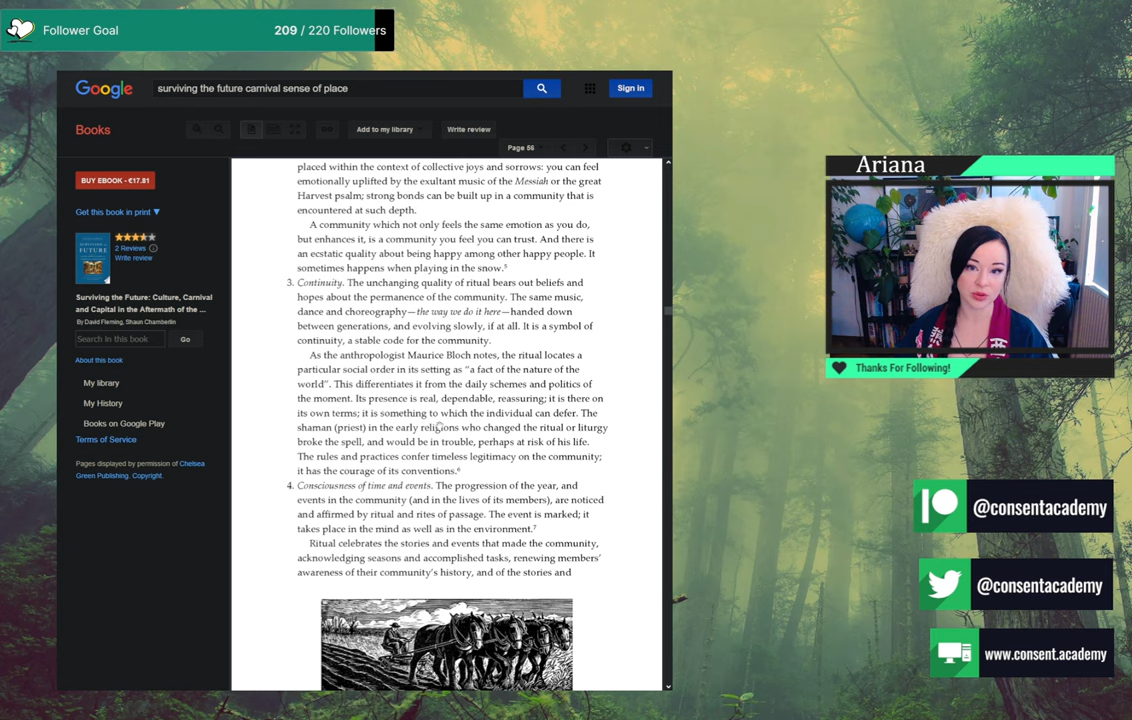 Follower Goal
209 / 220 Followers
Google
surviving the future carnival sense of place
Sign in
Books
Add to my library
Write review
Page 56
BUY EBOOK - €17.81
Get this book in print ▼
2 Reviews
Write review
Surviving the Future: Culture, Carnival
and Capital in the Aftermath of the ...
By David Fleming, Shaun Chamberlin
Search in this book
Go
About this book
My library
My History
Books on Google Play
Terms of Service
Pages displayed by permission of Chelsea
Green Publishing. Copyright.
placed within the context of collective joys and sorrows: you can feel
emotionally uplifted by the exultant music of the Messiah or the great
Harvest psalm; strong bonds can be built up in a community that is
encountered at such depth.
A community which not only feels the same emotion as you do,
but enhances it, is a community you feel you can trust. And there is
an ecstatic quality about being happy among other happy people. It
sometimes happens when playing in the snow.⁵
3. Continuity. The unchanging quality of ritual bears out beliefs and
hopes about the permanence of the community. The same music,
dance and choreography—the way we do it here—handed down
between generations, and evolving slowly, if at all. It is a symbol of
continuity, a stable code for the community.
As the anthropologist Maurice Bloch notes, the ritual locates a
particular social order in its setting as “a fact of the nature of the
world”. This differentiates it from the daily schemes and politics of
the moment. Its presence is real, dependable, reassuring; it is there on
its own terms; it is something to which the individual can defer. The
shaman (priest) in the early religions who changed the ritual or liturgy
broke the spell, and would be in trouble, perhaps at risk of his life.
The rules and practices confer timeless legitimacy on the community;
it has the courage of its conventions.⁶
4. Consciousness of time and events. The progression of the year, and
events in the community (and in the lives of its members), are noticed
and affirmed by ritual and rites of passage. The event is marked; it
takes place in the mind as well as in the environment.⁷
Ritual celebrates the stories and events that made the community,
acknowledging seasons and accomplished tasks, renewing members’
awareness of their community’s history, and of the stories and
Ariana
Thanks For Following!
@consentacademy
@consentacademy
www.consent.academy